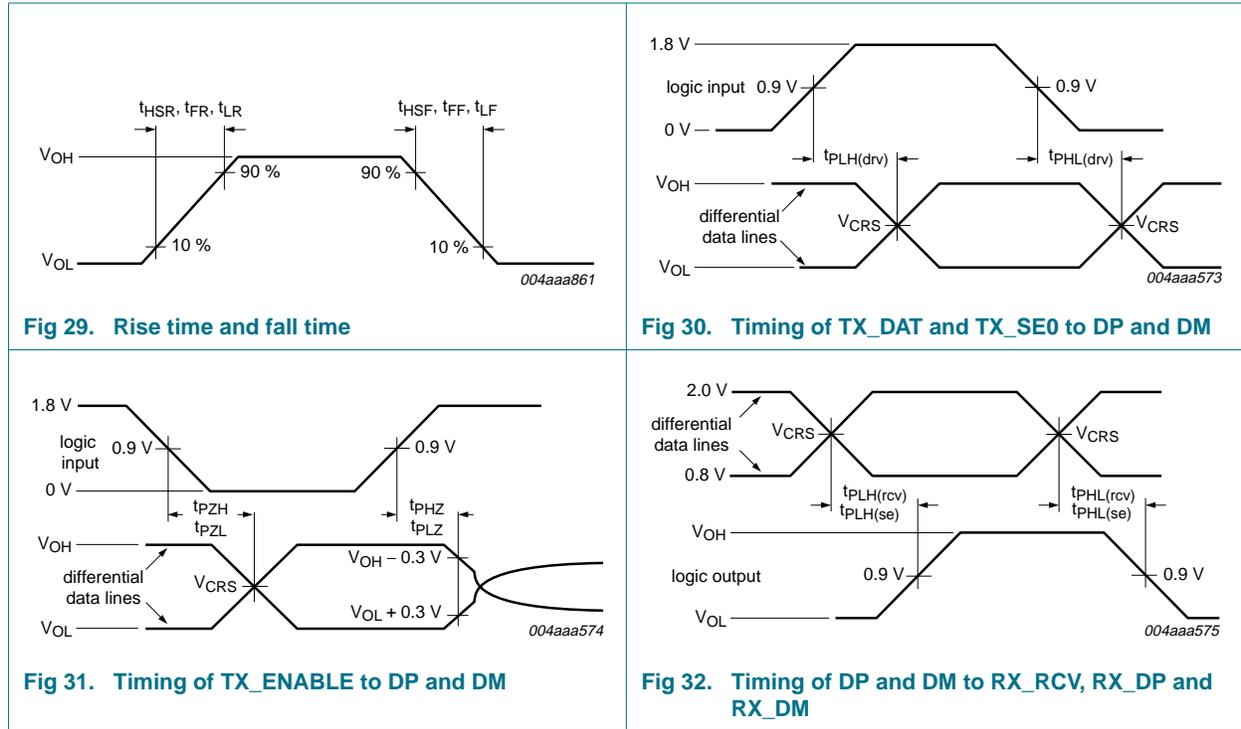 tHSR, tFR, tLR
tHSF, tFF, tLF
VOH
90 %
90 %
10 %
10 %
VOL
004aaa861
Fig 29. Rise time and fall time
1.8 V
logic input
0.9 V
0.9 V
0 V
tPLH(drv)
tPHL(drv)
VOH
differential
data lines
VCRS
VCRS
VOL
004aaa573
Fig 30. Timing of TX_DAT and TX_SE0 to DP and DM
1.8 V
logic
input
0.9 V
0.9 V
0 V
tPZH
tPZL
tPHZ
tPLZ
VOH
VOH − 0.3 V
differential
data lines
VCRS
VOL + 0.3 V
VOL
004aaa574
Fig 31. Timing of TX_ENABLE to DP and DM
2.0 V
differential
data lines
VCRS
VCRS
0.8 V
tPLH(rcv)
tPLH(se)
tPHL(rcv)
tPHL(se)
VOH
logic output
0.9 V
0.9 V
VOL
004aaa575
Fig 32. Timing of DP and DM to RX_RCV, RX_DP and
RX_DM